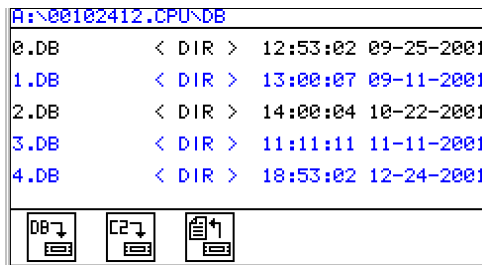 A:\00102412.CPU\DB
0.DB < DIR > 12:53:02 09-25-2001
1.DB < DIR > 13:00:07 09-11-2001
2.DB < DIR > 14:00:04 10-22-2001
3.DB < DIR > 11:11:11 11-11-2001
4.DB < DIR > 18:53:02 12-24-2001
DB C2